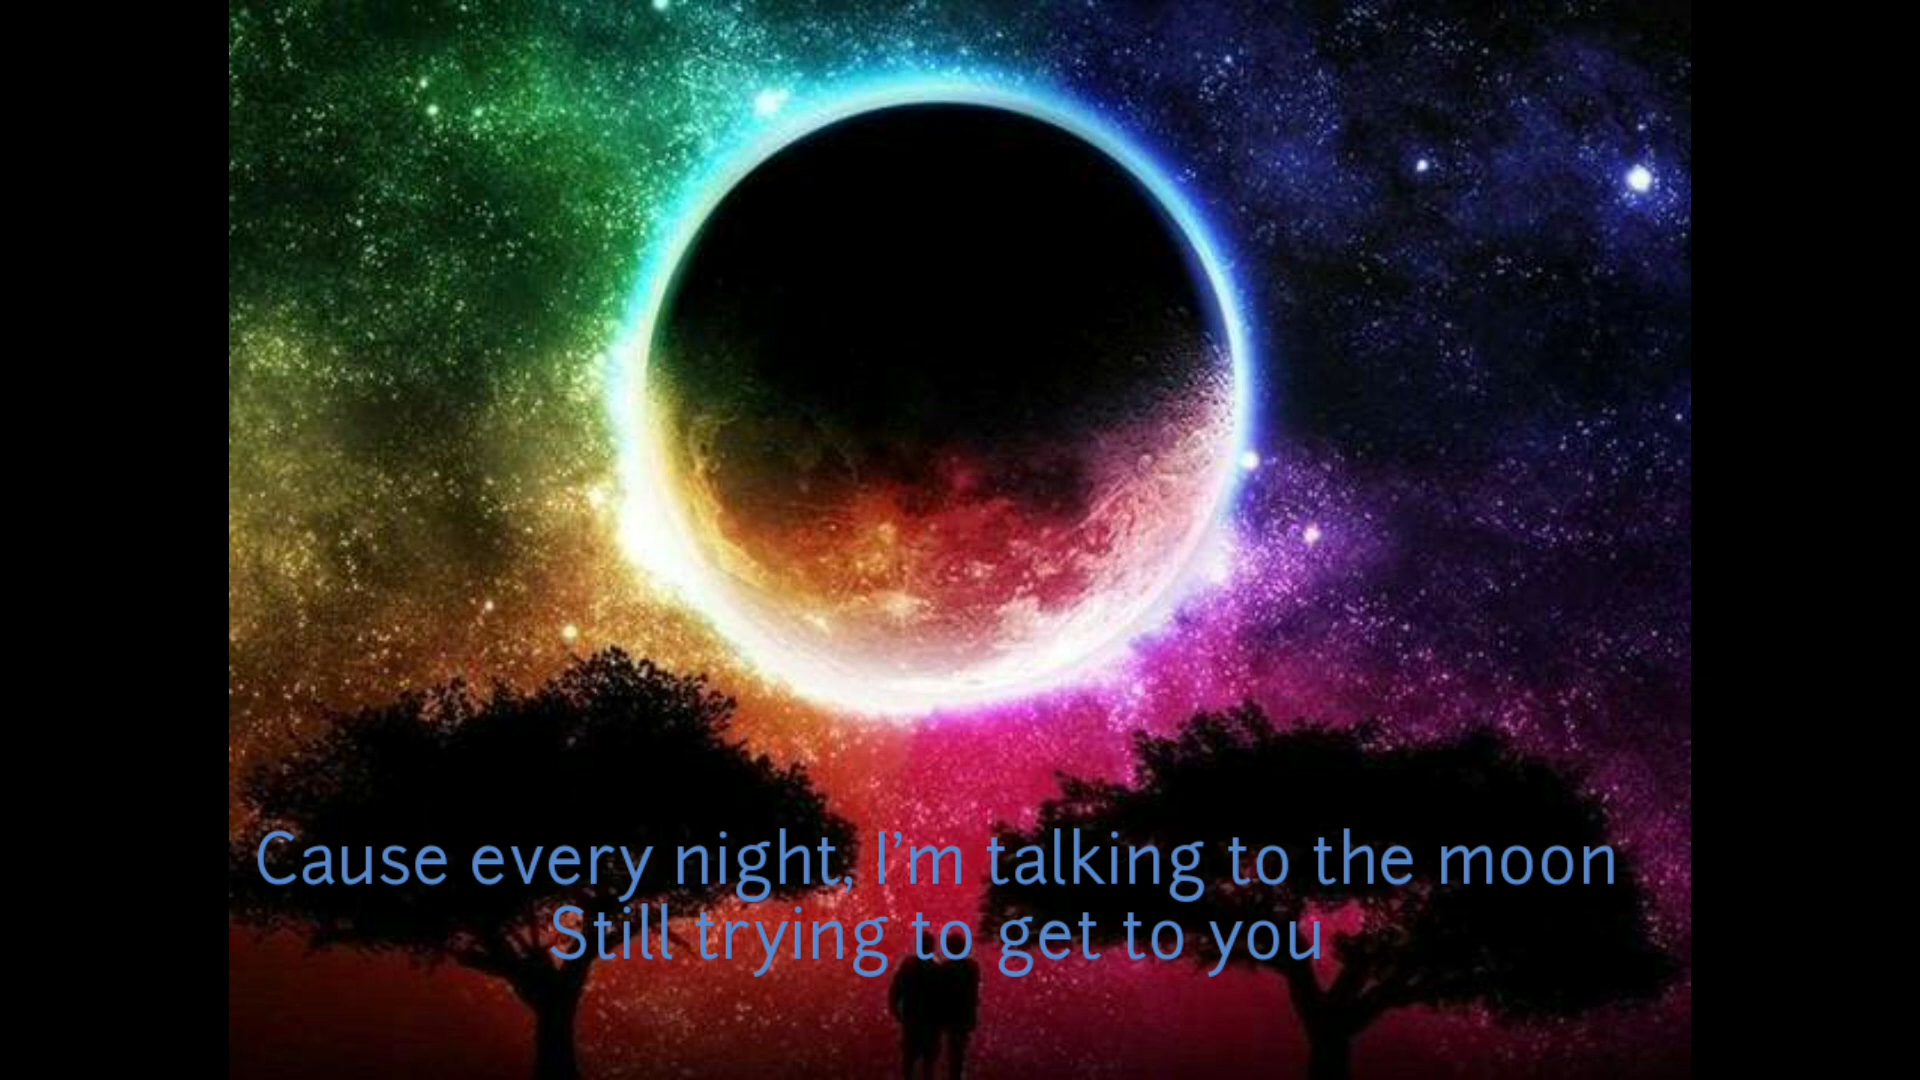 Cause every night, I’m talking to the moon
Still trying to get to you